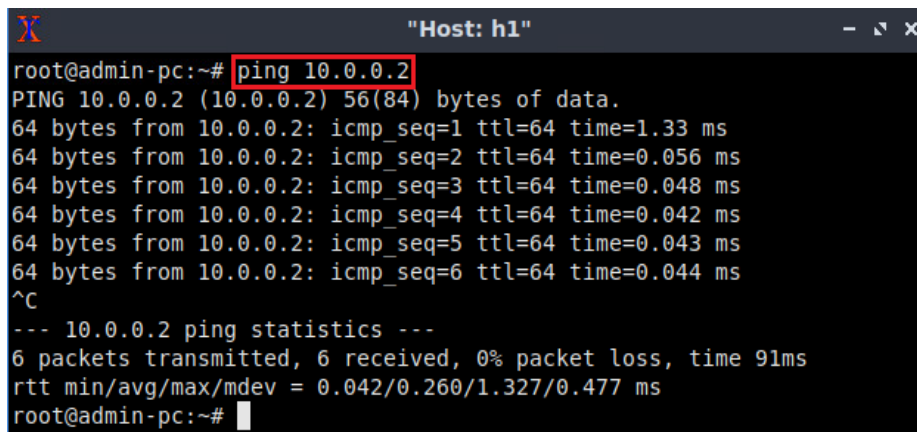 "Host: h1"
root@admin-pc:~# ping 10.0.0.2
PING 10.0.0.2 (10.0.0.2) 56(84) bytes of data.
64 bytes from 10.0.0.2: icmp_seq=1 ttl=64 time=1.33 ms
64 bytes from 10.0.0.2: icmp_seq=2 ttl=64 time=0.056 ms
64 bytes from 10.0.0.2: icmp_seq=3 ttl=64 time=0.048 ms
64 bytes from 10.0.0.2: icmp_seq=4 ttl=64 time=0.042 ms
64 bytes from 10.0.0.2: icmp_seq=5 ttl=64 time=0.043 ms
64 bytes from 10.0.0.2: icmp_seq=6 ttl=64 time=0.044 ms
^C
--- 10.0.0.2 ping statistics ---
6 packets transmitted, 6 received, 0% packet loss, time 91ms
rtt min/avg/max/mdev = 0.042/0.260/1.327/0.477 ms
root@admin-pc:~#